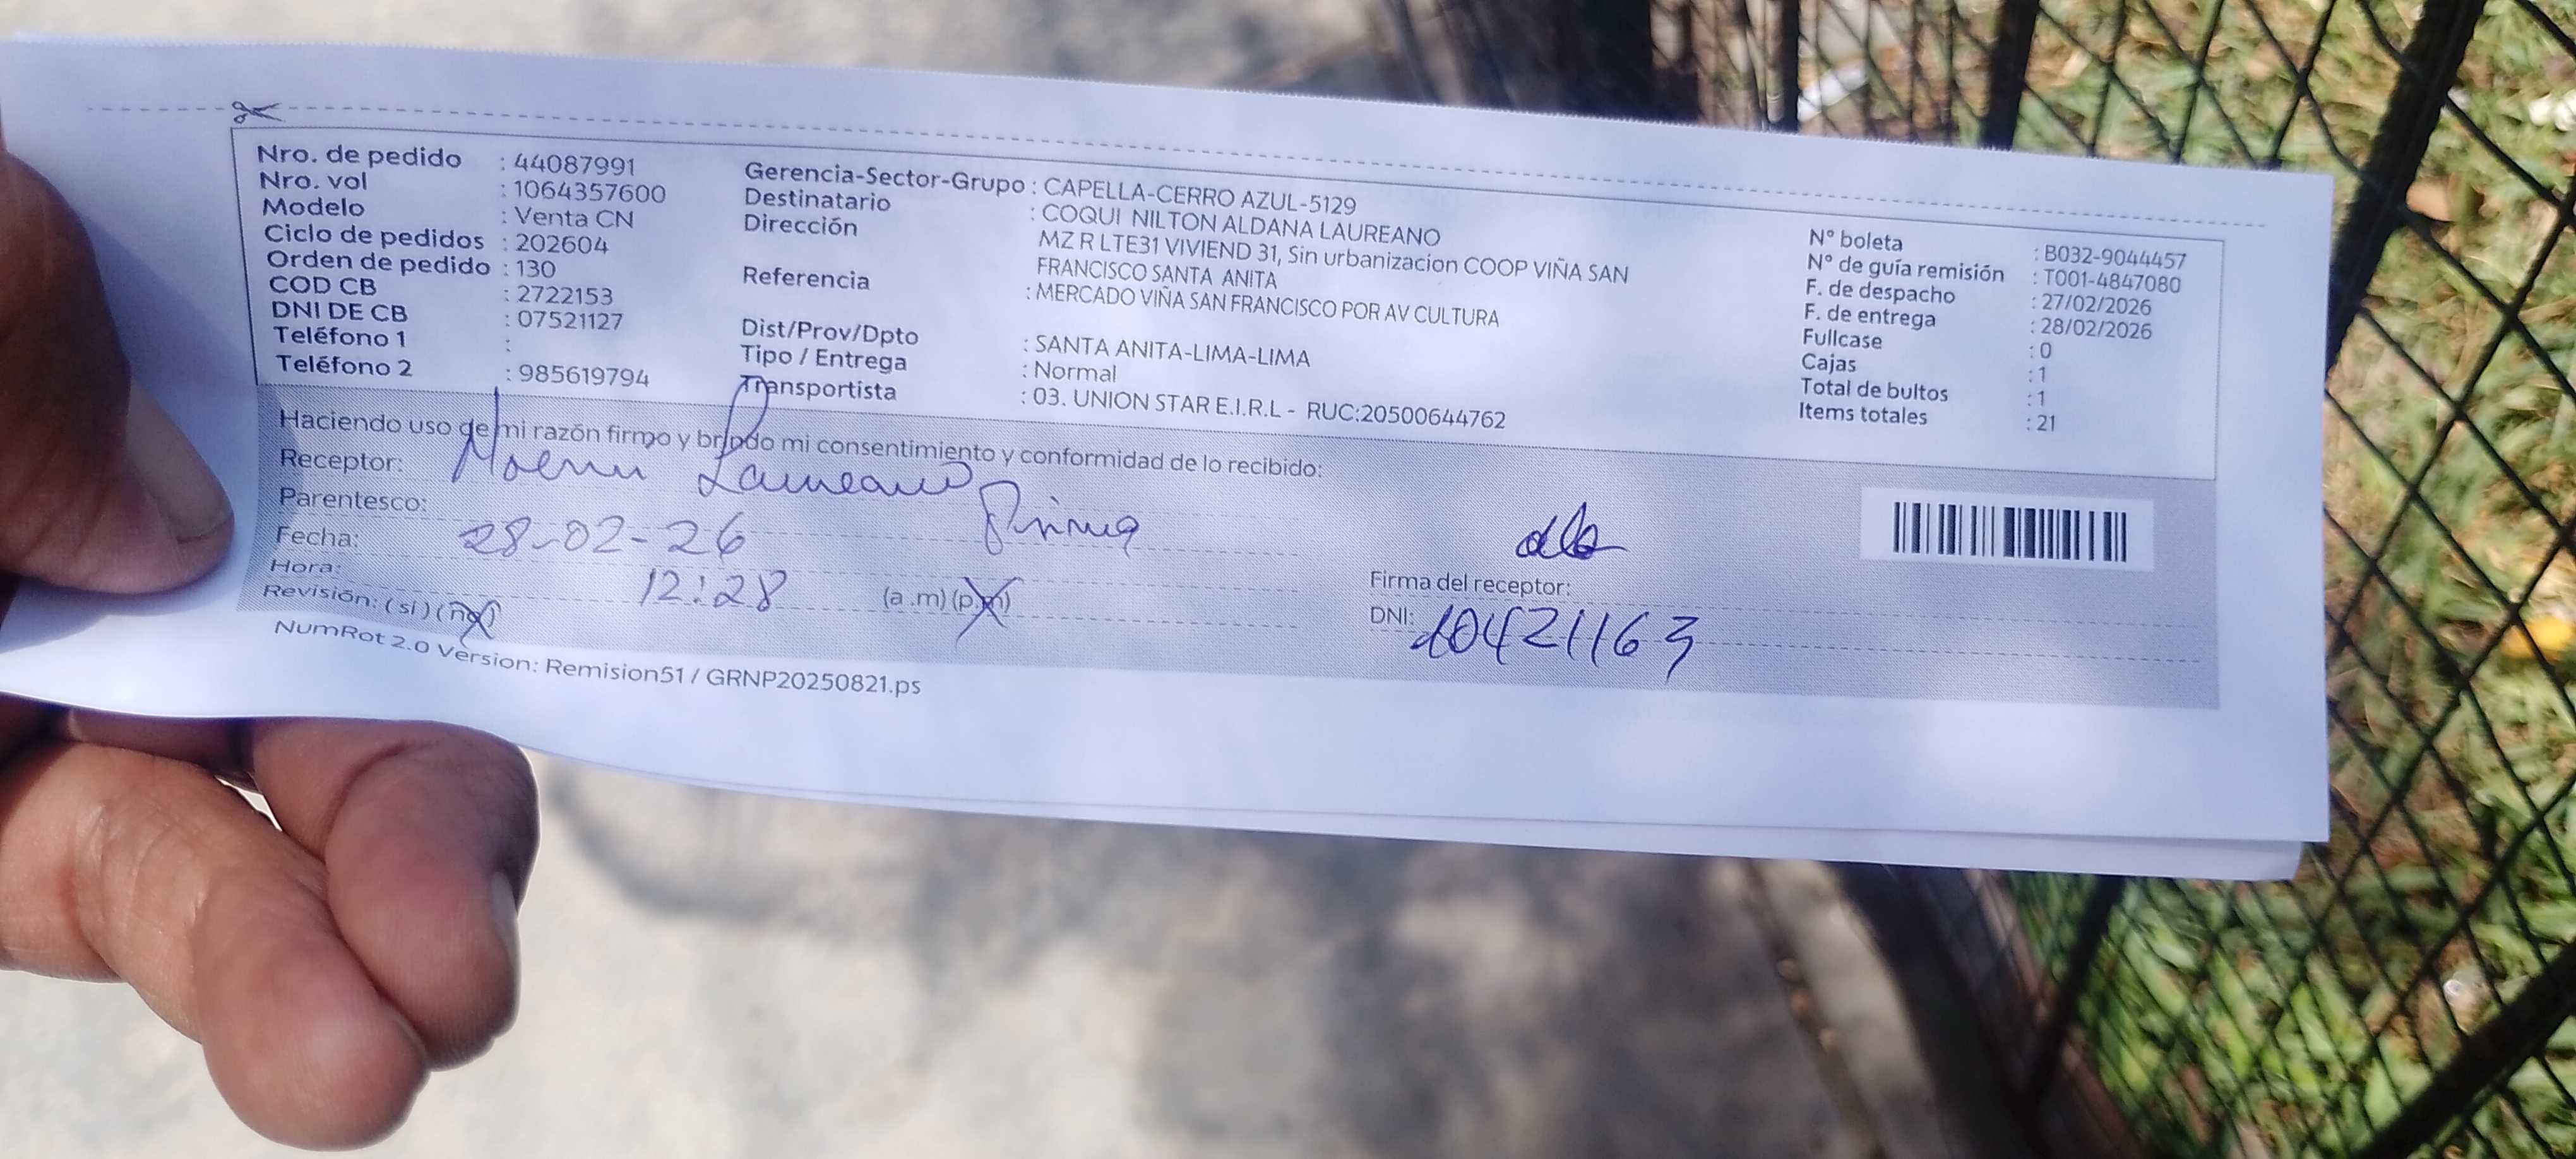 Nro. de pedido : 44087991
Nro. vol : 1064357600
Modelo : Venta CN
Ciclo de pedidos : 202604
Orden de pedido : 130
COD CB : 2722153
DNI DE CB : 07521127
Teléfono 1 :
Teléfono 2 : 985619794
Gerencia-Sector-Grupo : CAPELLA-CERRO AZUL-5129
Destinatario : COQUI NILTON ALDANA LAUREANO
Dirección MZ R LTE31 VIVIEND 31, Sin urbanizacion COOP VIÑA SAN
FRANCISCO SANTA ANITA
Referencia : MERCADO VIÑA SAN FRANCISCO POR AV CULTURA
Dist/Prov/Dpto : SANTA ANITA-LIMA-LIMA
Tipo / Entrega : Normal
Transportista : 03. UNION STAR E.I.R.L - RUC:20500644762
N° boleta : B032-9044457
N° de guía remisión : T001-4847080
F. de despacho : 27/02/2026
F. de entrega : 28/02/2026
Fullcase : 0
Cajas : 1
Total de bultos : 1
Items totales : 21
Haciendo uso de mi razón firmo y brindo mi consentimiento y conformidad de lo recibido:
Receptor: Laureano
Parentesco:
Fecha: 28-02-26
Hora: 12:28 (a.m) (p.m)
Revisión: (si) (no)
Firma del receptor:
DNI: 10421163
NumRot 2.0 Version: Remision51 / GRNP20250821.ps